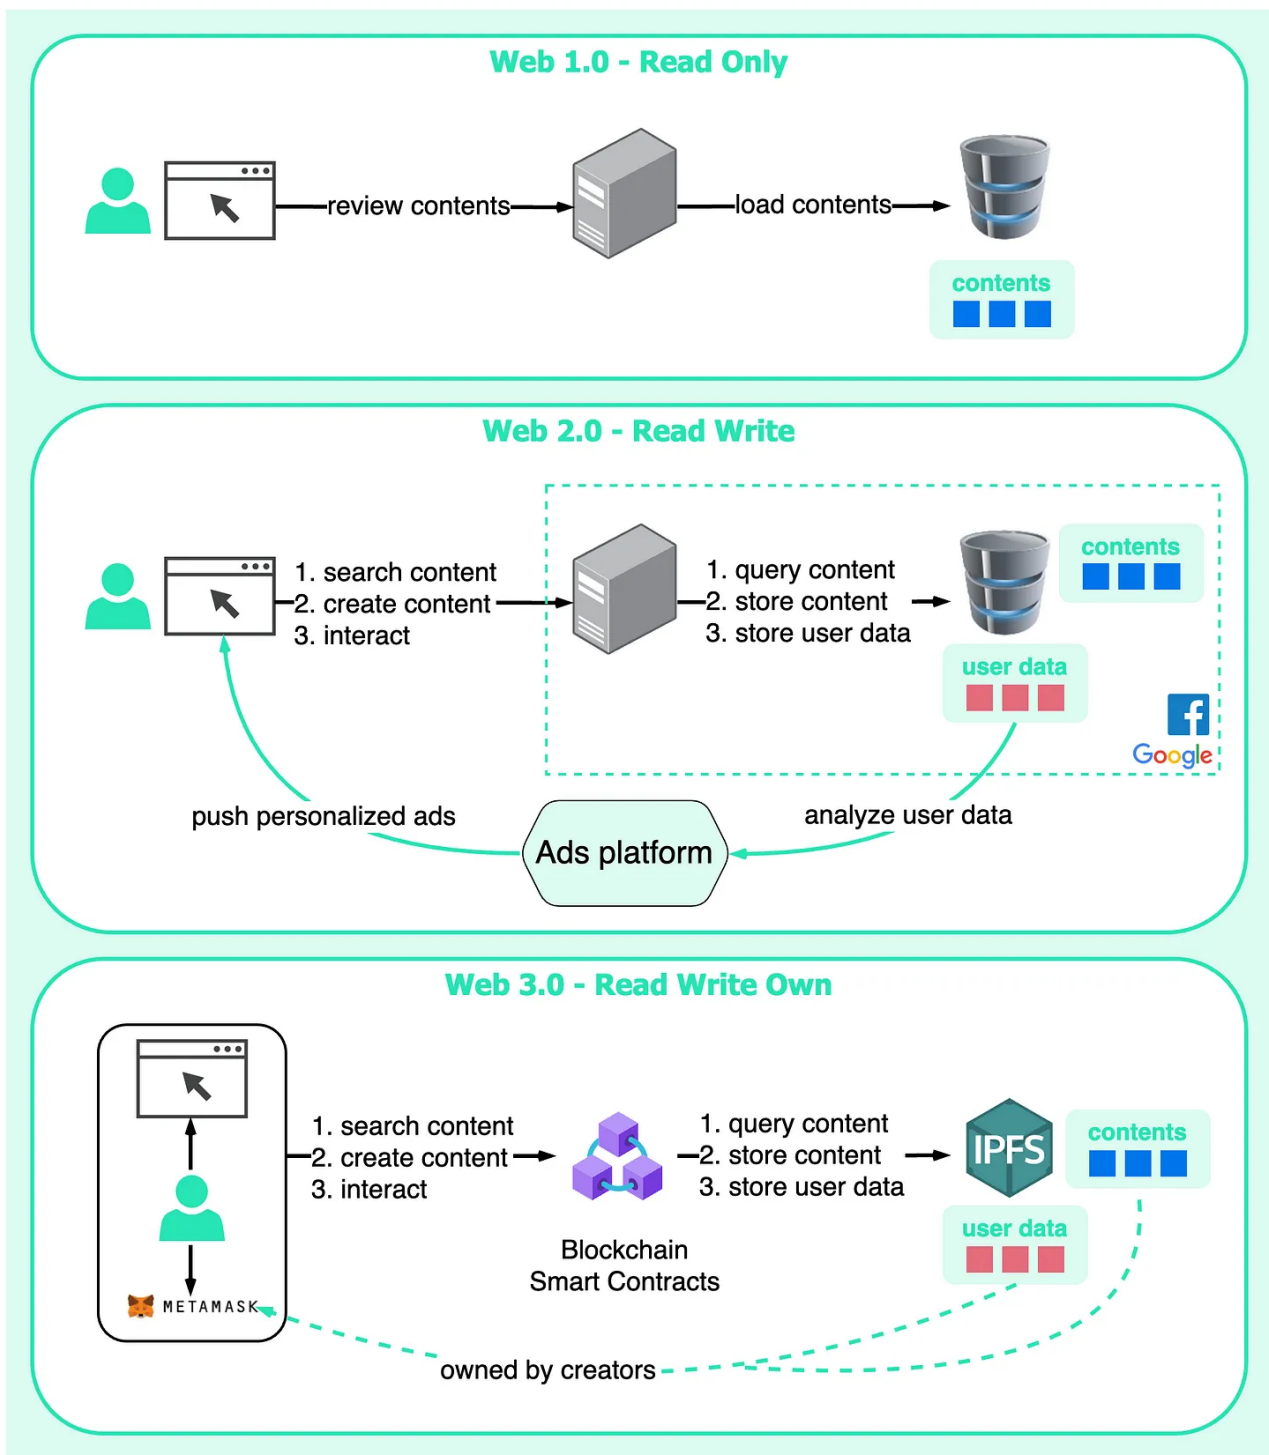 Web 1.0 - Read Only
review contents
load contents
contents
Web 2.0 - Read Write
1. search content
2. create content
3. interact
1. query content
2. store content
3. store user data
contents
user data
f
Google
push personalized ads
analyze user data
Ads platform
Web 3.0 - Read Write Own
1. search content
2. create content
3. interact
1. query content
2. store content
3. store user data
IPFS
contents
user data
Blockchain
Smart Contracts
METAMASK
owned by creators